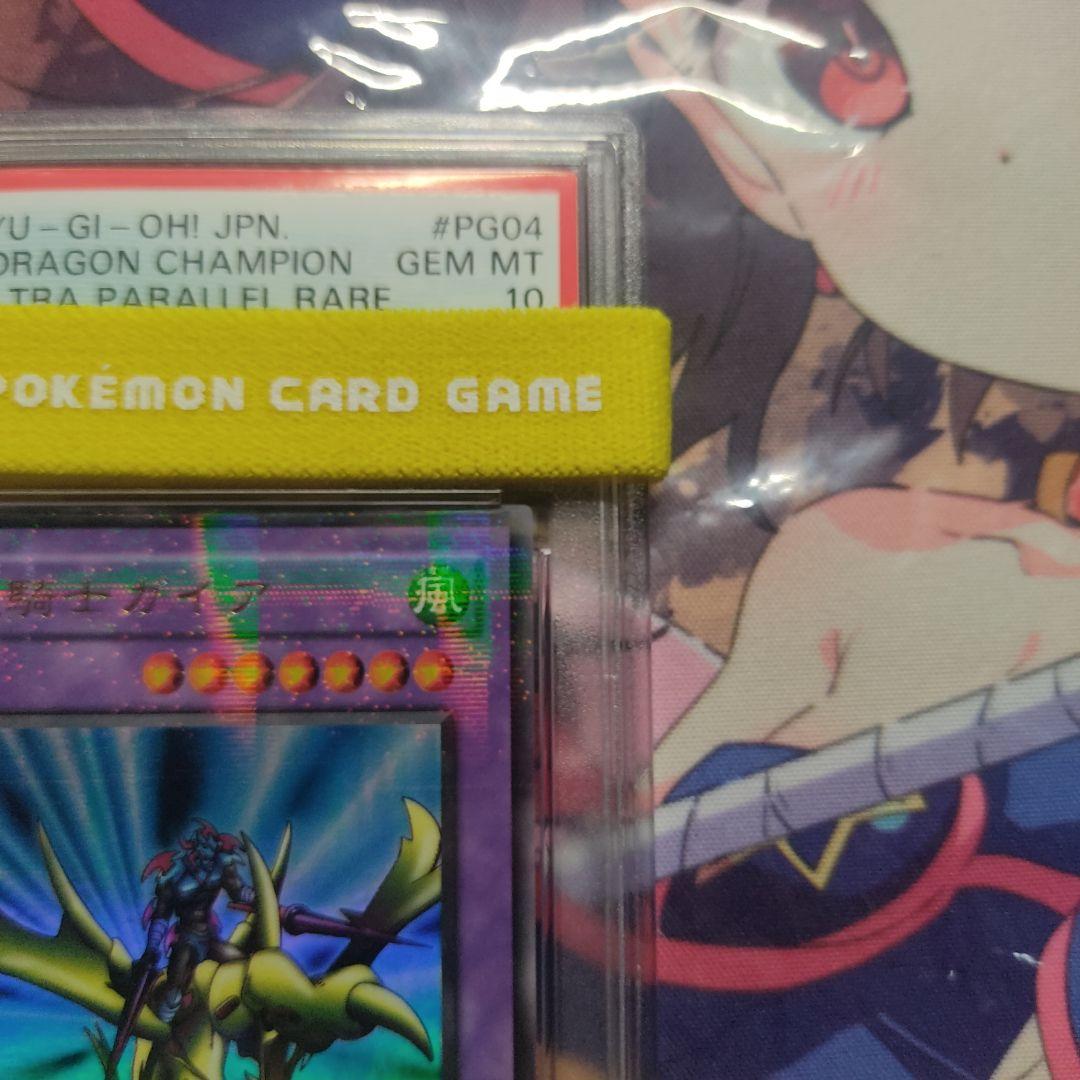 YU-GI-OH! JPN. #PG04
DRAGON CHAMPION GEM MT
TRA PARALLEL RARE 10
POKÉMON CARD GAME
騎士ガイア
風